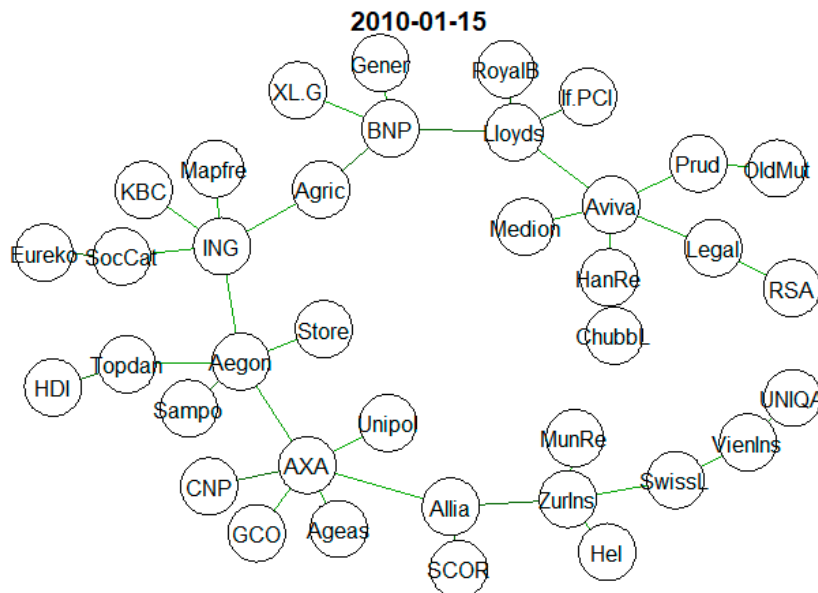 2010-01-15
Gener
RoyalB
XL.G
If.PCI
BNP
Lloyds
Mapfre
Prud
OldMut
KBC
Agric
Aviva
Medion
ING
Legal
Eureko
SocCat
HanRe
RSA
Store
ChubbL
Topdan
Aegon
HDI
Sampo
UNIQA
Unipol
MunRe
VienIns
AXA
CNP
SwissL
Allia
ZurIns
GCO
Ageas
Hel
SCOR